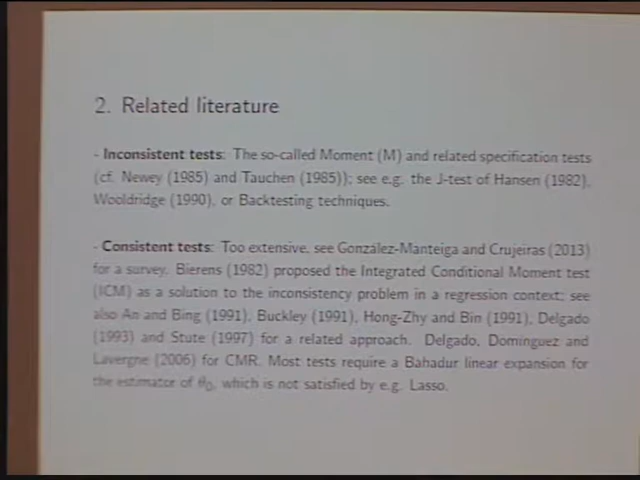 2. Related literature
- Inconsistent tests: The so-called Moment (M) and related specification tests
(cf. Newey (1985) and Tauchen (1985)); see e.g. the J-test of Hansen (1982),
Wooldridge (1990), or Backtesting techniques.
- Consistent tests: Too extensive, see González-Manteiga and Crujeiras (2013)
for a survey. Bierens (1982) proposed the Integrated Conditional Moment test
(ICM) as a solution to the inconsistency problem in a regression context; see
also An and Bing (1991), Buckley (1991), Hong-Zhy and Bin (1991), Delgado
(1993) and Stute (1997) for a related approach. Delgado, Domínguez and
Lavergne (2006) for CMR. Most tests require a Bahadur linear expansion for
the estimator of θ₀, which is not satisfied by e.g. Lasso.